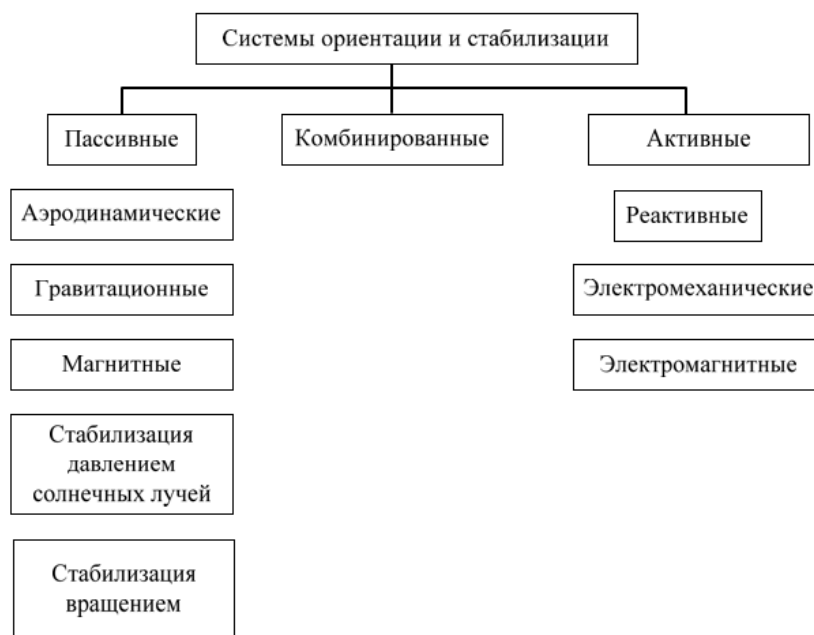 Системы ориентации и стабилизации
Пассивные
Комбинированные
Активные
Аэродинамические
Реактивные
Гравитационные
Электромеханические
Магнитные
Электромагнитные
Стабилизация
давлением
солнечных лучей
Стабилизация
вращением